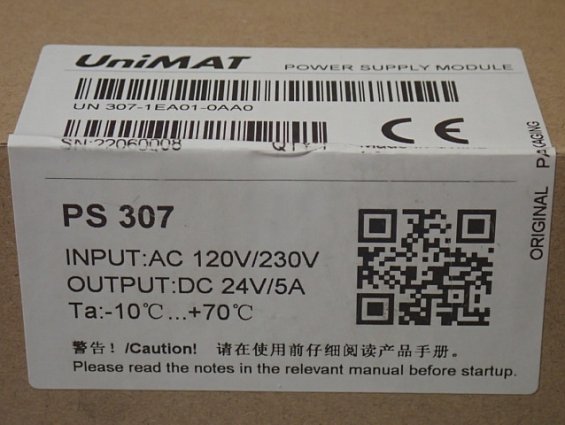 UniMAT
POWER SUPPLY MODULE
UN 307-1EA01-0AA0
SN:22060008
CE
ORIGINAL PACKAGING
PS 307
INPUT:AC 120V/230V
OUTPUT:DC 24V/5A
Ta:-10℃...+70℃
警告！/Caution! 请在使用前仔细阅读产品手册。
Please read the notes in the relevant manual before startup.